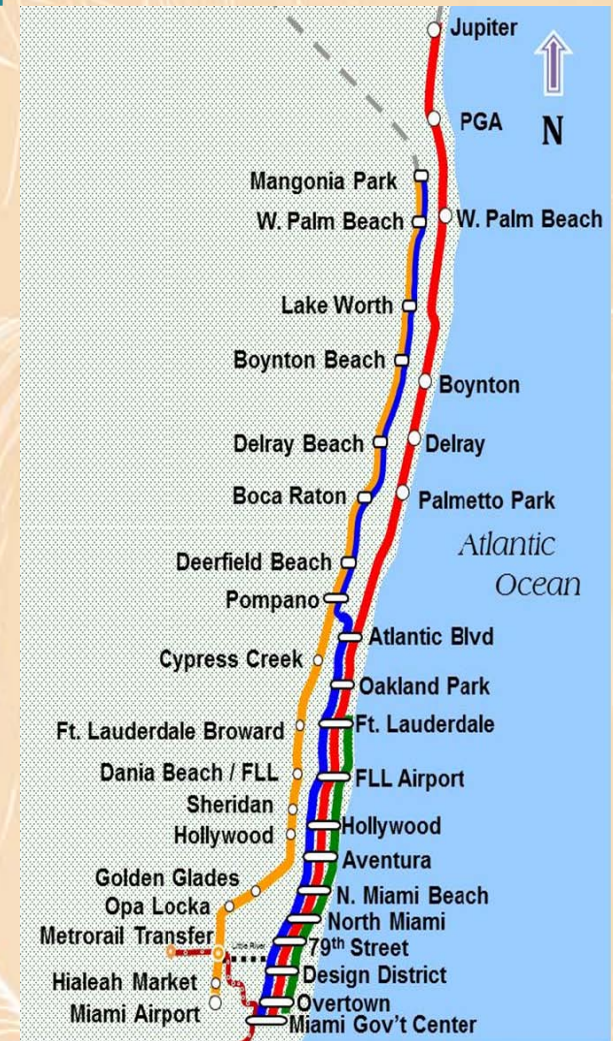 Jupiter
PGA
N
Mangonia Park
W. Palm Beach
W. Palm Beach
Lake Worth
Boynton Beach
Boynton
Delray Beach
Delray
Boca Raton
Palmetto Park
Atlantic
Ocean
Deerfield Beach
Pompano
Atlantic Blvd
Cypress Creek
Oakland Park
Ft. Lauderdale Broward
Ft. Lauderdale
Dania Beach / FLL
FLL Airport
Sheridan
Hollywood
Hollywood
Aventura
Golden Glades
N. Miami Beach
Opa Locka
North Miami
Metrorail Transfer
Little River
79th Street
Hialeah Market
Design District
Miami Airport
Overtown
Miami Gov't Center